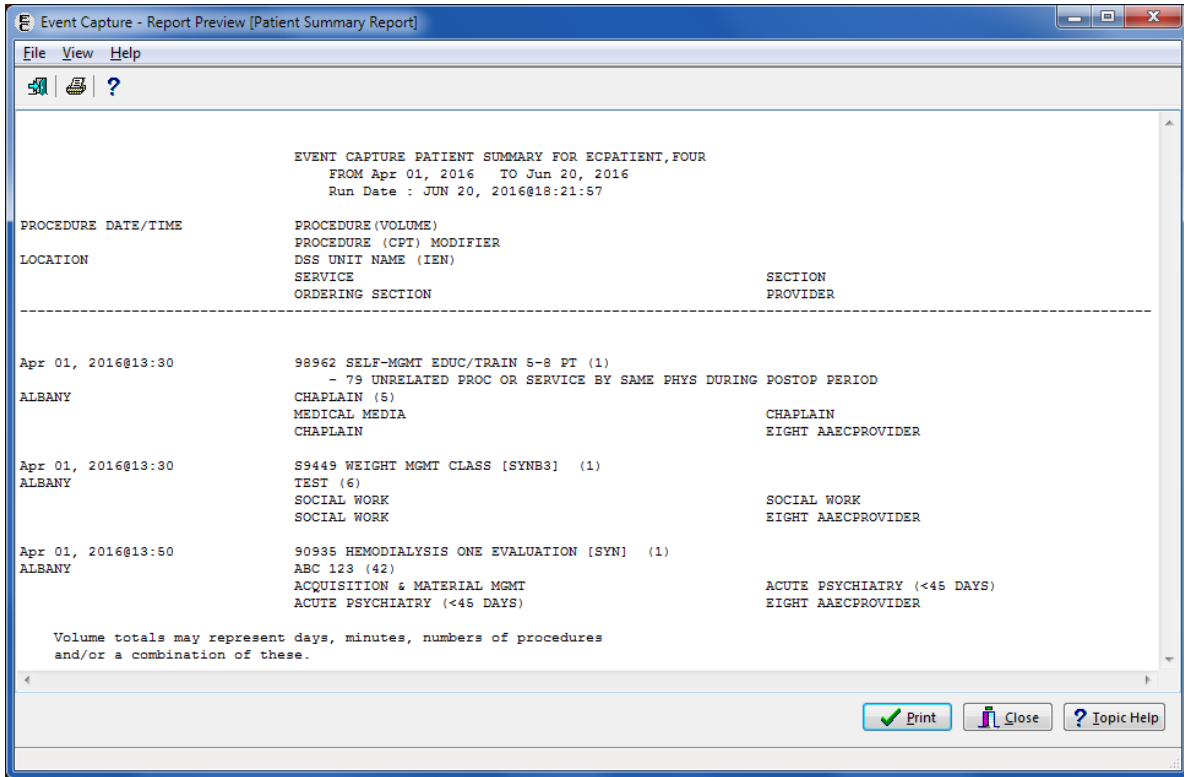 Event Capture - Report Preview [Patient Summary Report]
File View Help
?
EVENT CAPTURE PATIENT SUMMARY FOR ECPATIENT,FOUR
FROM Apr 01, 2016 TO Jun 20, 2016
Run Date : JUN 20, 2016@18:21:57
PROCEDURE DATE/TIME PROCEDURE(VOLUME)
PROCEDURE (CPT) MODIFIER
LOCATION DSS UNIT NAME (IEN)
SERVICE SECTION
ORDERING SECTION PROVIDER
Apr 01, 2016@13:30 98962 SELF-MGMT EDUC/TRAIN 5-8 PT (1)
- 79 UNRELATED PROC OR SERVICE BY SAME PHYS DURING POSTOP PERIOD
ALBANY CHAPLAIN (5)
MEDICAL MEDIA CHAPLAIN
CHAPLAIN EIGHT AAECPROVIDER
Apr 01, 2016@13:30 S9449 WEIGHT MGMT CLASS [SYNB3] (1)
ALBANY TEST (6)
SOCIAL WORK SOCIAL WORK
SOCIAL WORK EIGHT AAECPROVIDER
Apr 01, 2016@13:50 90935 HEMODIALYSIS ONE EVALUATION [SYN] (1)
ALBANY ABC 123 (42)
ACQUISITION & MATERIAL MGMT ACUTE PSYCHIATRY (<45 DAYS)
ACUTE PSYCHIATRY (<45 DAYS) EIGHT AAECPROVIDER
Volume totals may represent days, minutes, numbers of procedures
and/or a combination of these.
Print Close ? Topic Help